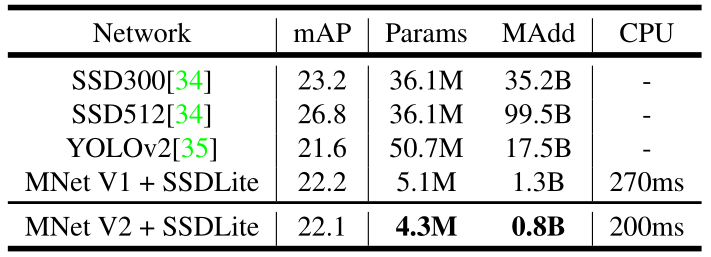 Network mAP Params MAdd CPU
SSD300[34] 23.2 36.1M 35.2B -
SSD512[34] 26.8 36.1M 99.5B -
YOLOv2[35] 21.6 50.7M 17.5B -
MNet V1 + SSDLite 22.2 5.1M 1.3B 270ms
MNet V2 + SSDLite 22.1 4.3M 0.8B 200ms